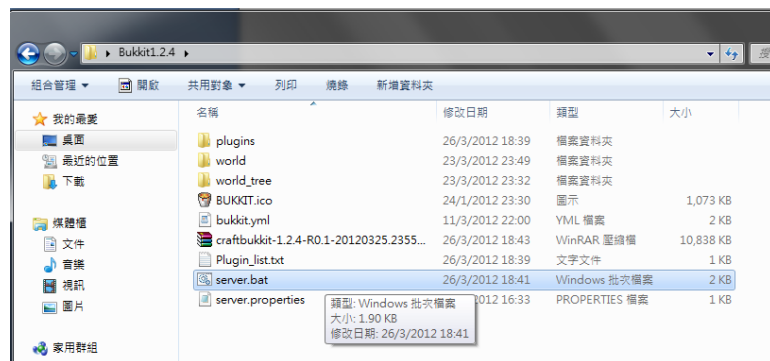 Bukkit1.2.4
搜
組合管理 開啟 共用對象 列印 燒錄 新增資料夾
名稱 修改日期 類型 大小
我的最愛
桌面
最近的位置
下載
媒體櫃
文件
音樂
視訊
圖片
家用群組
plugins 26/3/2012 18:39 檔案資料夾
world 23/3/2012 23:49 檔案資料夾
world_tree 23/3/2012 23:32 檔案資料夾
BUKKIT.ico 24/1/2012 23:30 圖示 1,073 KB
bukkit.yml 11/3/2012 22:00 YML 檔案 2 KB
craftbukkit-1.2.4-R0.1-20120325.2355... 26/3/2012 18:43 WinRAR 壓縮檔 10,838 KB
Plugin_list.txt 26/3/2012 18:39 文字文件 1 KB
server.bat 26/3/2012 18:41 Windows 批次檔案 2 KB
server.properties 2012 16:33 PROPERTIES 檔案 1 KB
類型: Windows 批次檔案
大小: 1.90 KB
修改日期: 26/3/2012 18:41